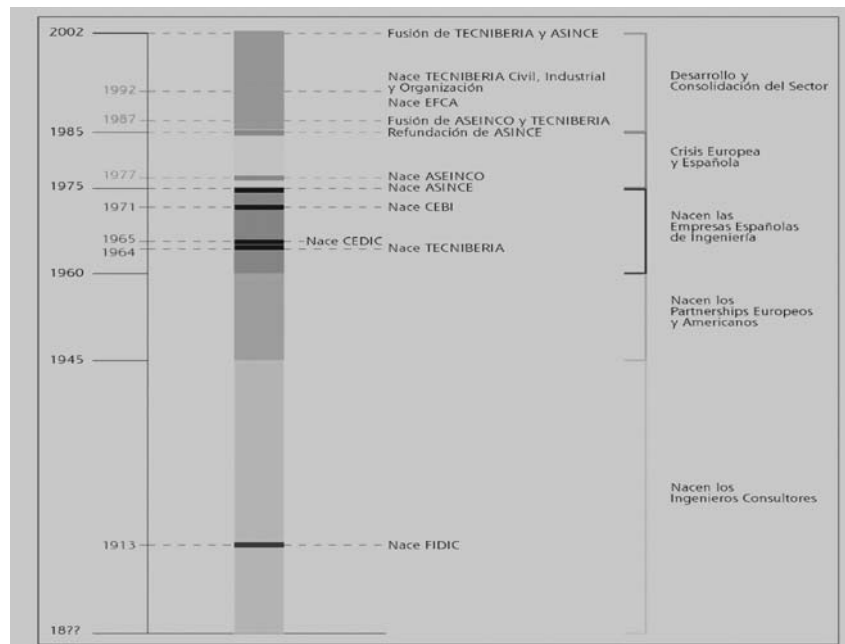 2002
Fusión de TECNIBERIA y ASINCE
Nace TECNIBERIA Civil, Industrial
y Organización
1992
Nace EFCA
1987
Fusión de ASEINCO y TECNIBERIA
1985
Refundación de ASINCE
Desarrollo y
Consolidación del Sector
1977
Nace ASEINCO
1975
Nace ASINCE
Crisis Europea
y Española
1971
Nace CEBI
1965
Nace CEDIC
1964
Nace TECNIBERIA
1960
Nacen las
Empresas Españolas
de Ingeniería
1945
Nacen los
Partnerships Europeos
y Americanos
1913
Nace FIDIC
18??
Nacen los
Ingenieros Consultores